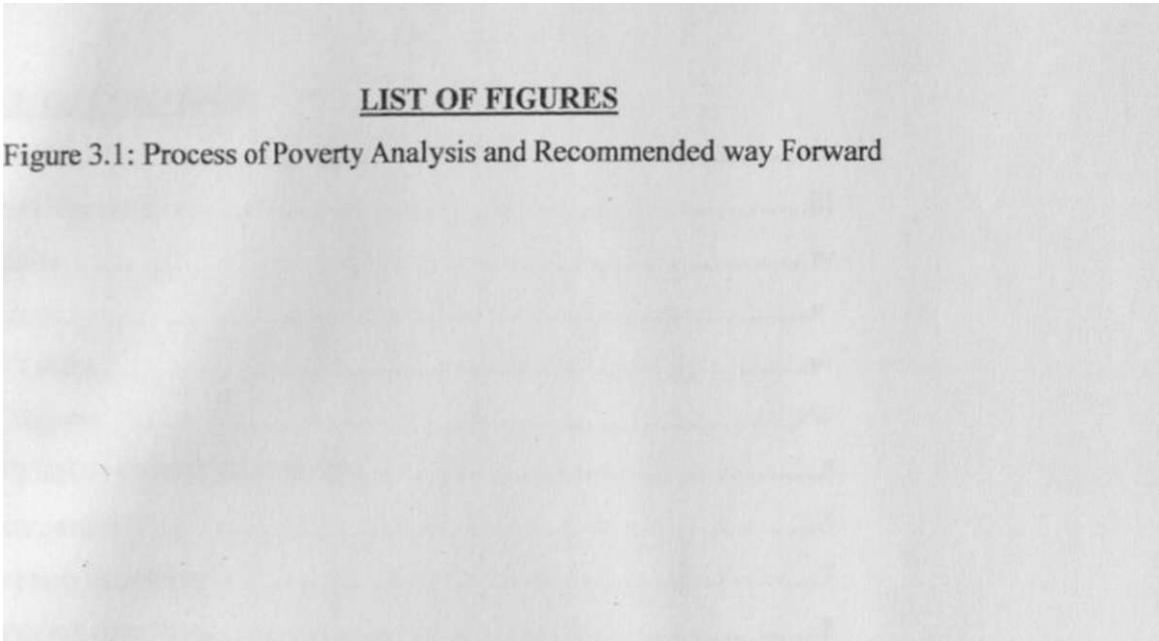 LIST OF FIGURES
Figure 3.1: Process of Poverty Analysis and Recommended way Forward